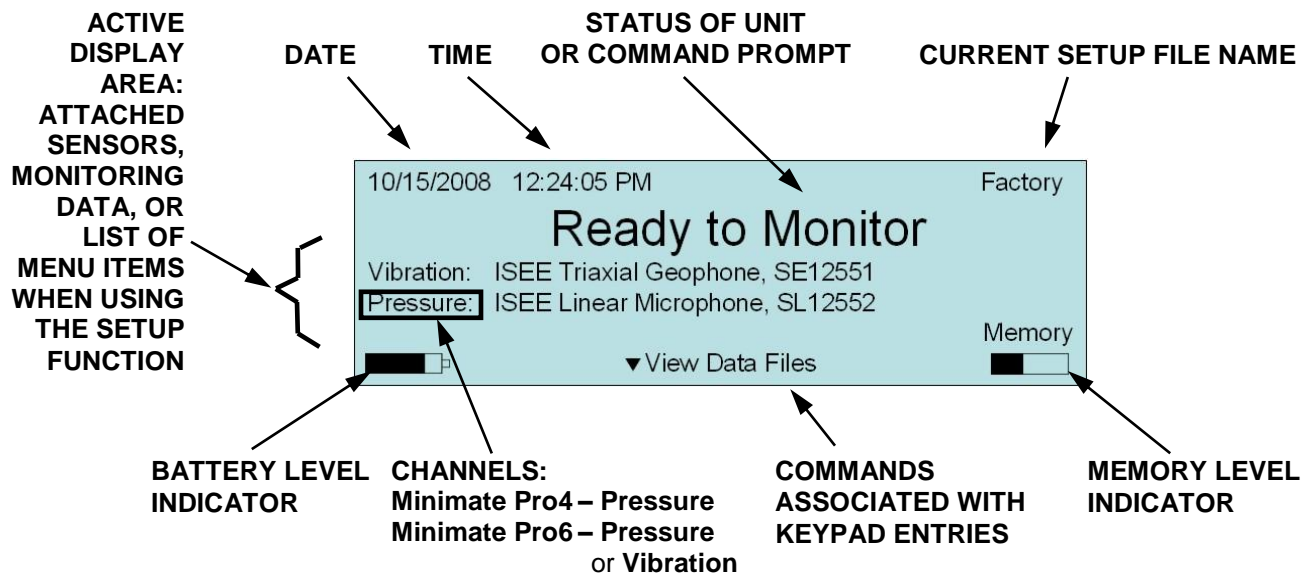 ACTIVE
DISPLAY
AREA:
ATTACHED
SENSORS,
MONITORING
DATA, OR
LIST OF
MENU ITEMS
WHEN USING
THE SETUP
FUNCTION
DATE
TIME
STATUS OF UNIT
OR COMMAND PROMPT
CURRENT SETUP FILE NAME
10/15/2008 12:24:05 PM Factory
Ready to Monitor
Vibration: ISEE Triaxial Geophone, SE12551
Pressure: ISEE Linear Microphone, SL12552
Memory
▼View Data Files
BATTERY LEVEL
INDICATOR
CHANNELS:
Minimate Pro4 – Pressure
Minimate Pro6 – Pressure
or Vibration
COMMANDS
ASSOCIATED WITH
KEYPAD ENTRIES
MEMORY LEVEL
INDICATOR